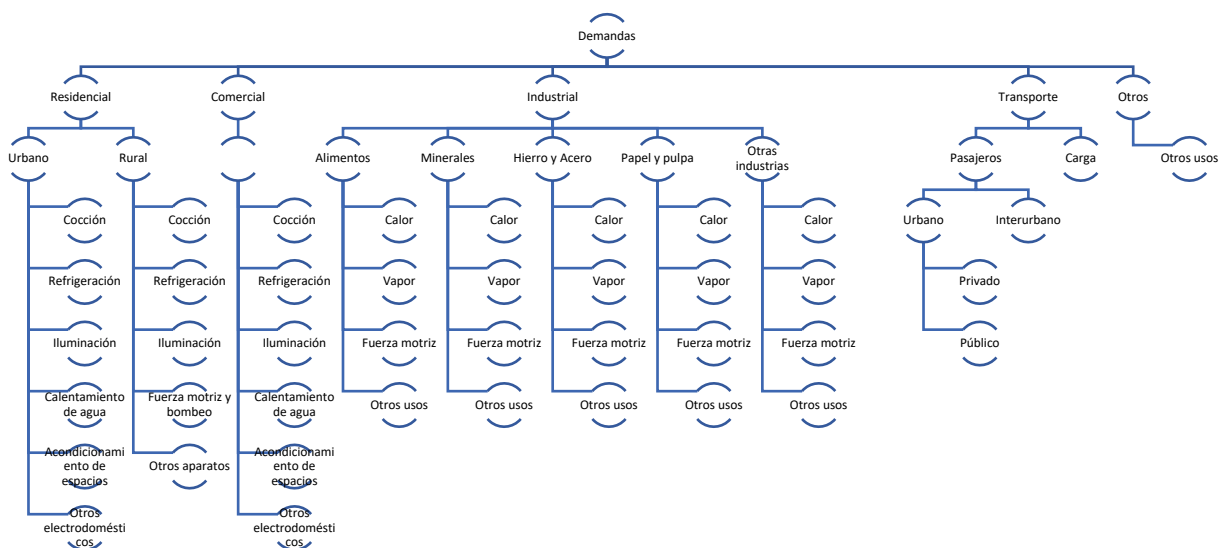 Demandas
Residencial
Comercial
Industrial
Transporte
Otros
Urbano
Rural
Alimentos
Minerales
Hierro y Acero
Papel y pulpa
Otras
industrias
Pasajeros
Carga
Otros usos
Cocción
Cocción
Cocción
Calor
Calor
Calor
Calor
Calor
Urbano
Interurbano
Refrigeración
Refrigeración
Refrigeración
Vapor
Vapor
Vapor
Vapor
Vapor
Privado
Iluminación
Iluminación
Iluminación
Fuerza motriz
Fuerza motriz
Fuerza motriz
Fuerza motriz
Fuerza motriz
Público
Calentamiento
de agua
Fuerza motriz y
bombeo
Calentamiento
de agua
Otros usos
Otros usos
Otros usos
Otros usos
Otros usos
Acondicionami
ento de
espacios
Otros aparatos
Acondicionami
ento de
espacios
Otros
electrodomésti
cos
Otros
electrodomésti
cos